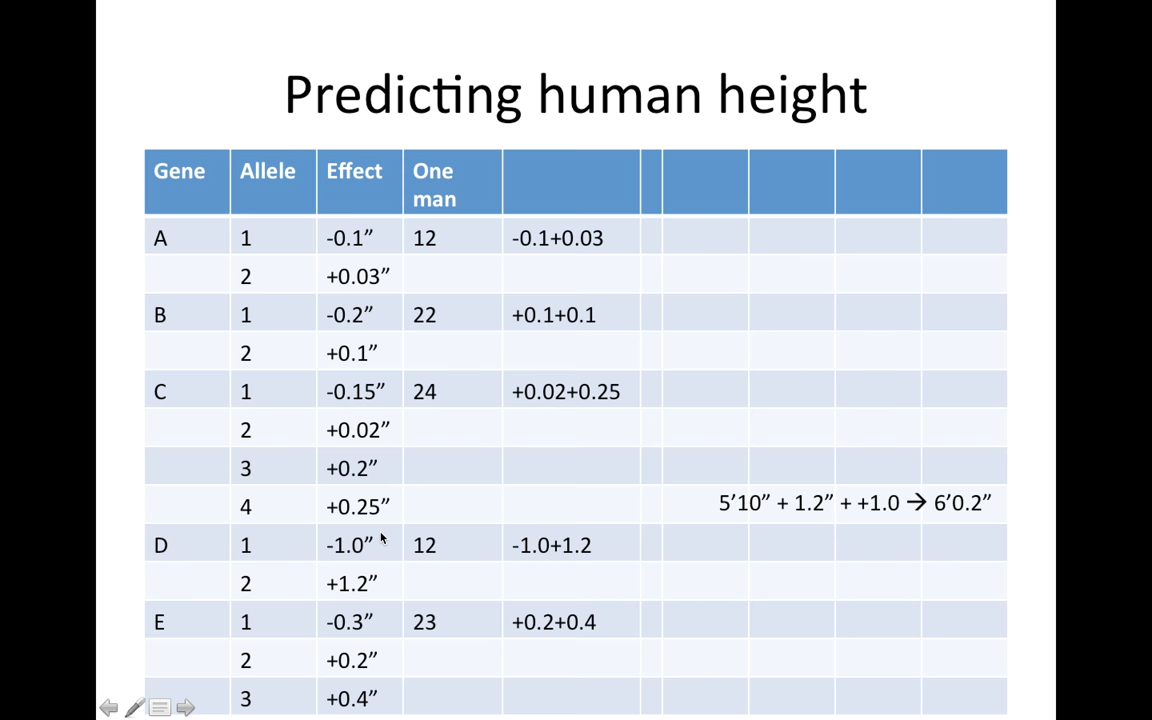 Predicting human height
Gene Allele Effect One man
A 1 -0.1” 12 -0.1+0.03
2 +0.03”
B 1 -0.2” 22 +0.1+0.1
2 +0.1”
C 1 -0.15” 24 +0.02+0.25
2 +0.02”
3 +0.2”
4 +0.25” 5’10” + 1.2” + +1.0 → 6’0.2”
D 1 -1.0” 12 -1.0+1.2
2 +1.2”
E 1 -0.3” 23 +0.2+0.4
2 +0.2”
3 +0.4”